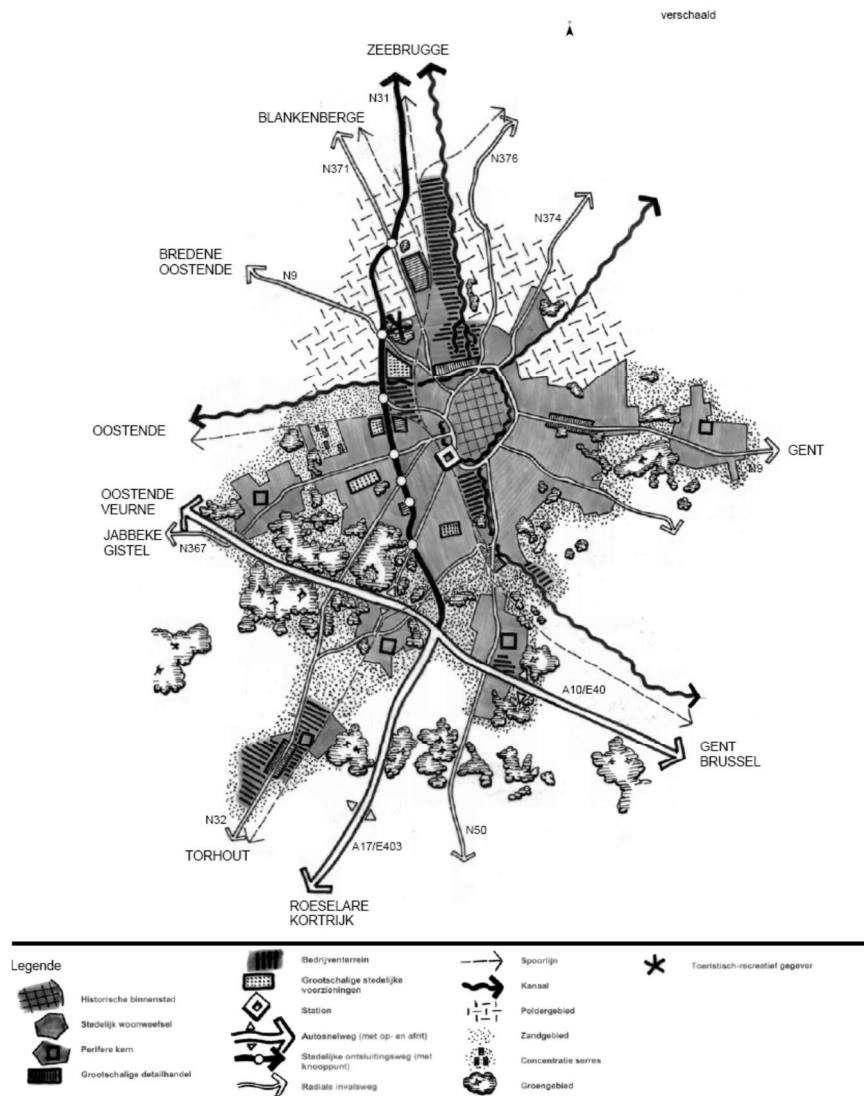 verschaald
ZEEBRUGGE
N31
BLANKENBERGE
N371
N376
N374
BREDENE
OOSTENDE
N9
OOSTENDE
GENT
N9
OOSTENDE
VEURNE
JABBEKE
GISTEL
N367
A10/E40
GENT
BRUSSEL
N32
TORHOUT
A17/E403
N50
ROESELARE
KORTRIJK
Legende
Historische binnenstad
Stedelijk woonweefsel
Perifere kern
Grootschalige detailhandel
Bedrijventerrein
Grootschalige stedelijke
voorzieningen
Station
Autosnelweg (met op- en afrit)
Stedelijke ontsluitingsweg (met
knooppunt)
Radiale invalsweg
Spoorlijn
Kanaal
Poldergebied
Zandgebied
Concentratie serres
Groengebied
Toeristisch-recreatief gegeven